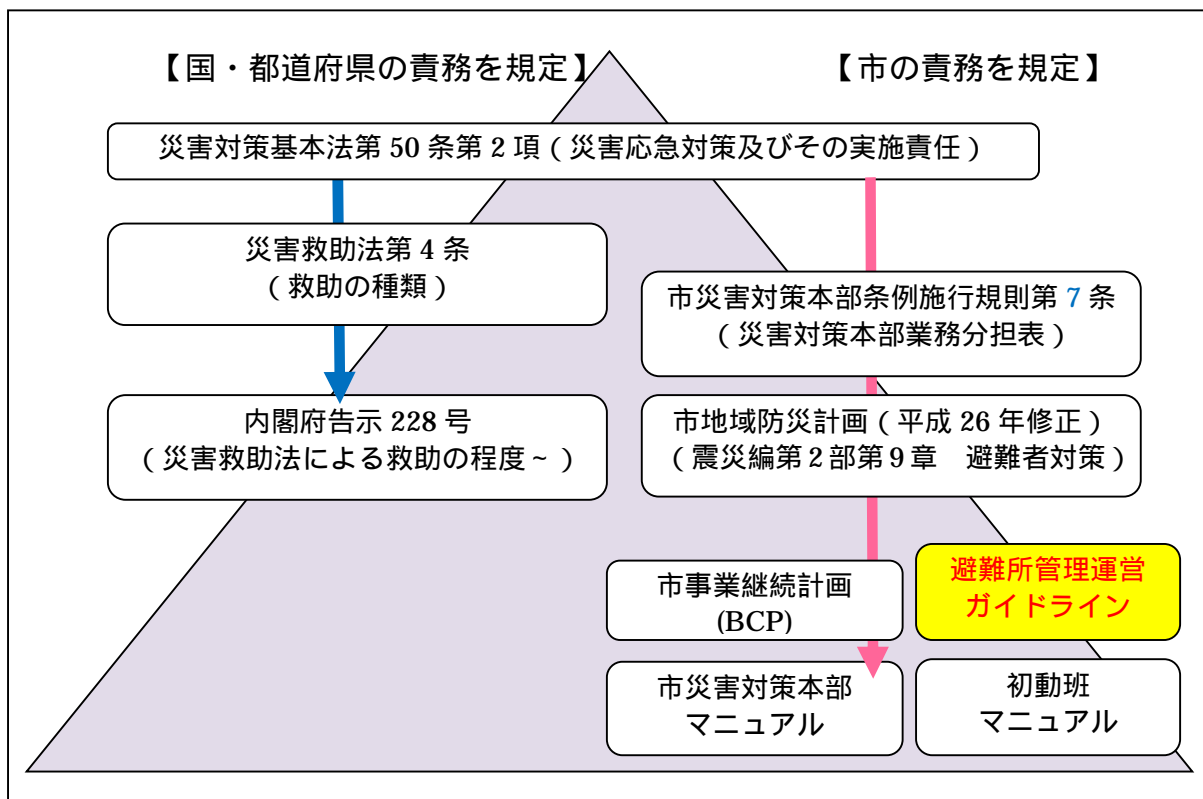 【国・都道府県の責務を規定】
【市の責務を規定】
災害対策基本法第 50 条第 2 項（災害応急対策及びその実施責任）
災害救助法第 4 条
（救助の種類）
市災害対策本部条例施行規則第 7 条
（災害対策本部業務分担表）
内閣府告示 228 号
（災害救助法による救助の程度～）
市地域防災計画（平成 26 年修正）
（震災編第 2 部第 9 章　避難者対策）
市事業継続計画
(BCP)
避難所管理運営
ガイドライン
市災害対策本部
マニュアル
初動班
マニュアル